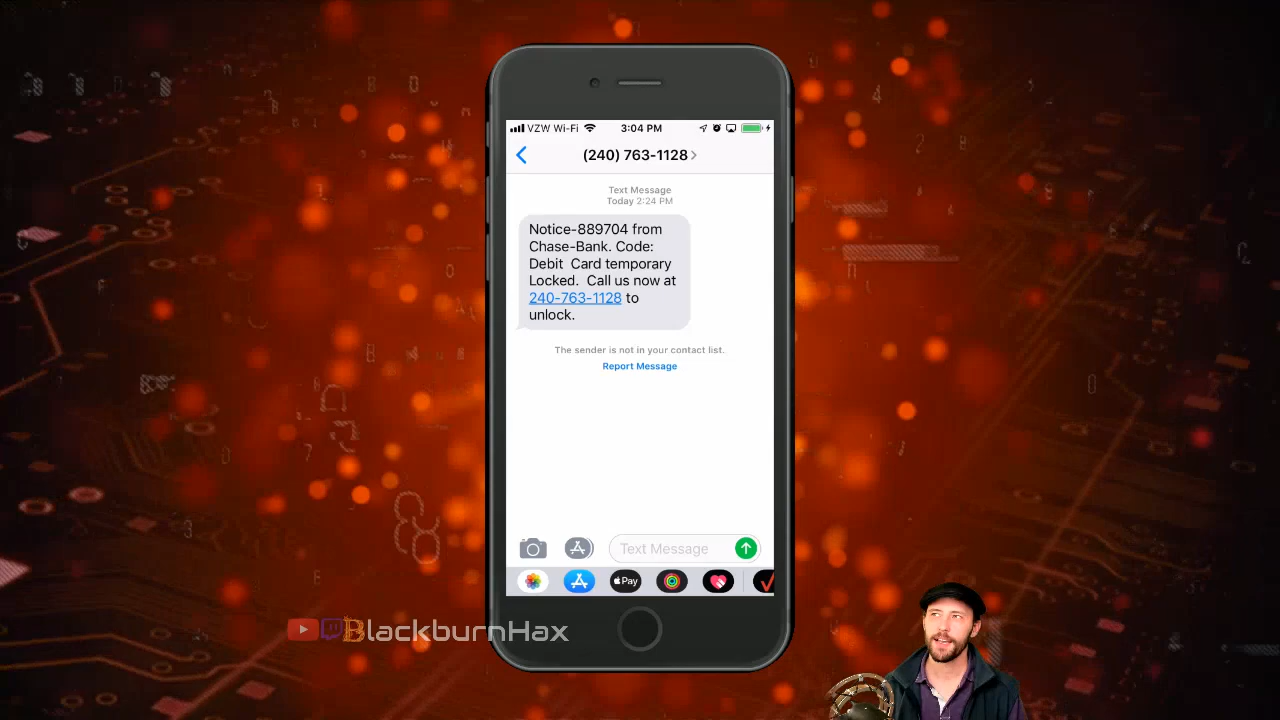 VZW Wi-Fi 3:04 PM
(240) 763-1128
Text Message
Today 2:24 PM
Notice-889704 from
Chase-Bank. Code:
Debit  Card temporary
Locked.  Call us now at
240-763-1128 to
unlock.
The sender is not in your contact list.
Report Message
Text Message
Pay
BlackburnHax